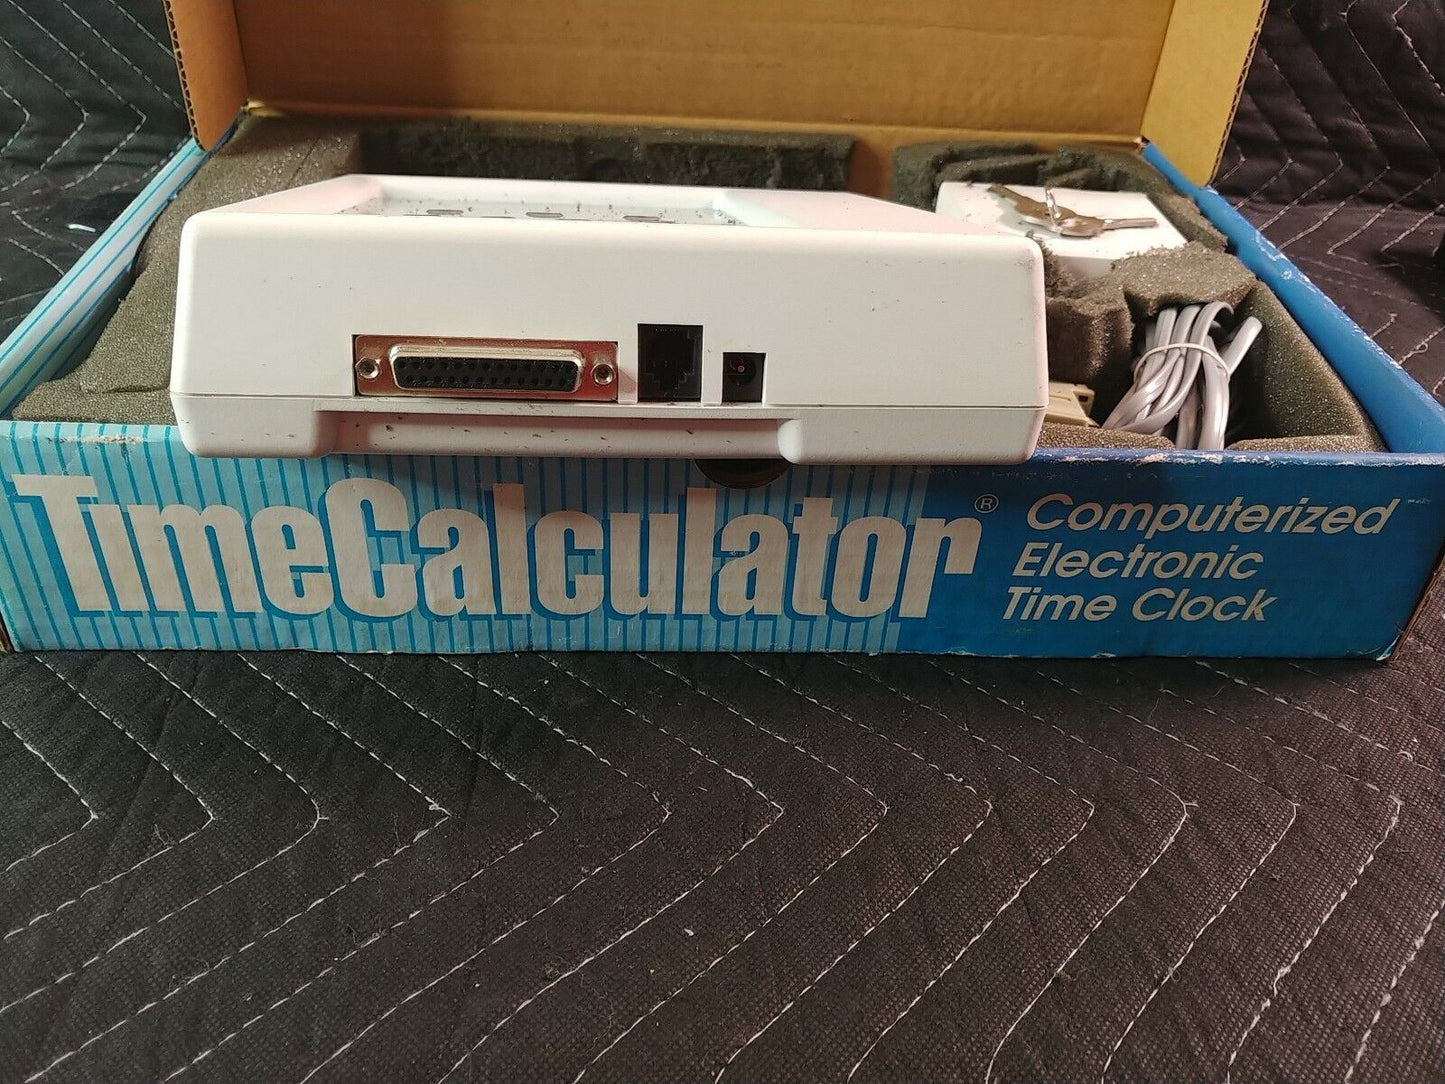 TimeCalculator®
Computerized
Electronic
Time Clock